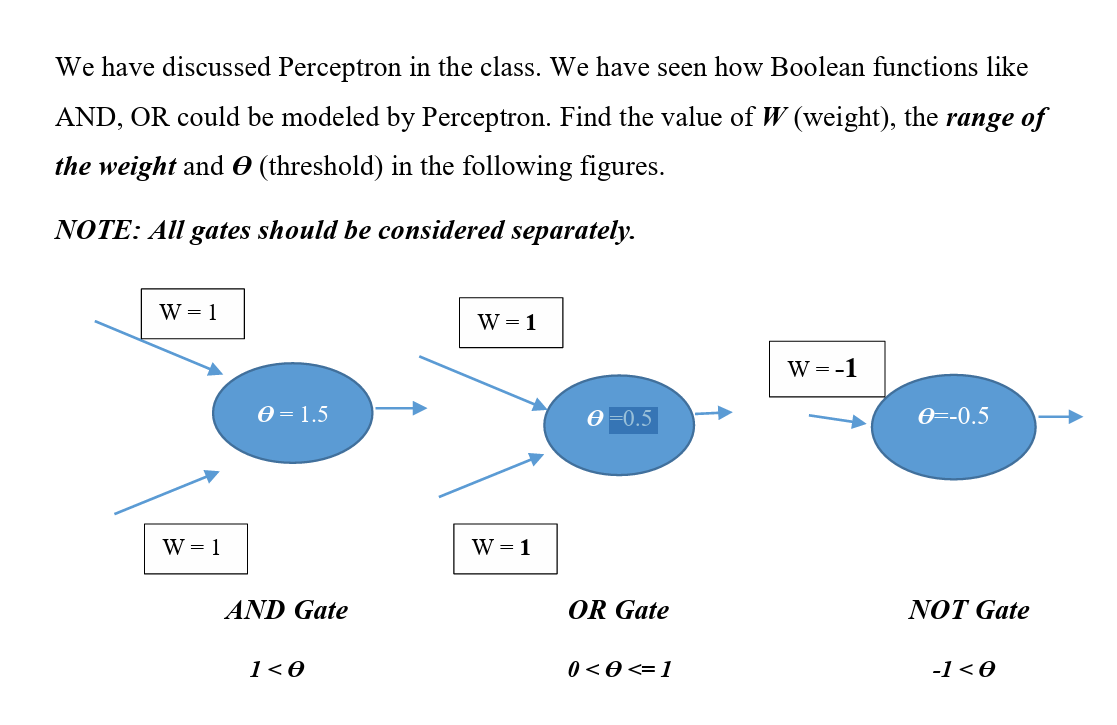 We have discussed Perceptron in the class. We have seen how Boolean functions like
AND, OR could be modeled by Perceptron. Find the value of W (weight), the range of
the weight and Ɵ (threshold) in the following figures.
NOTE: All gates should be considered separately.
W = 1
W = 1
W = -1
Ɵ = 1.5
Ɵ =0.5
Ɵ=-0.5
W = 1
W = 1
AND Gate
OR Gate
NOT Gate
1 < Ɵ
0 < Ɵ <= 1
-1 < Ɵ